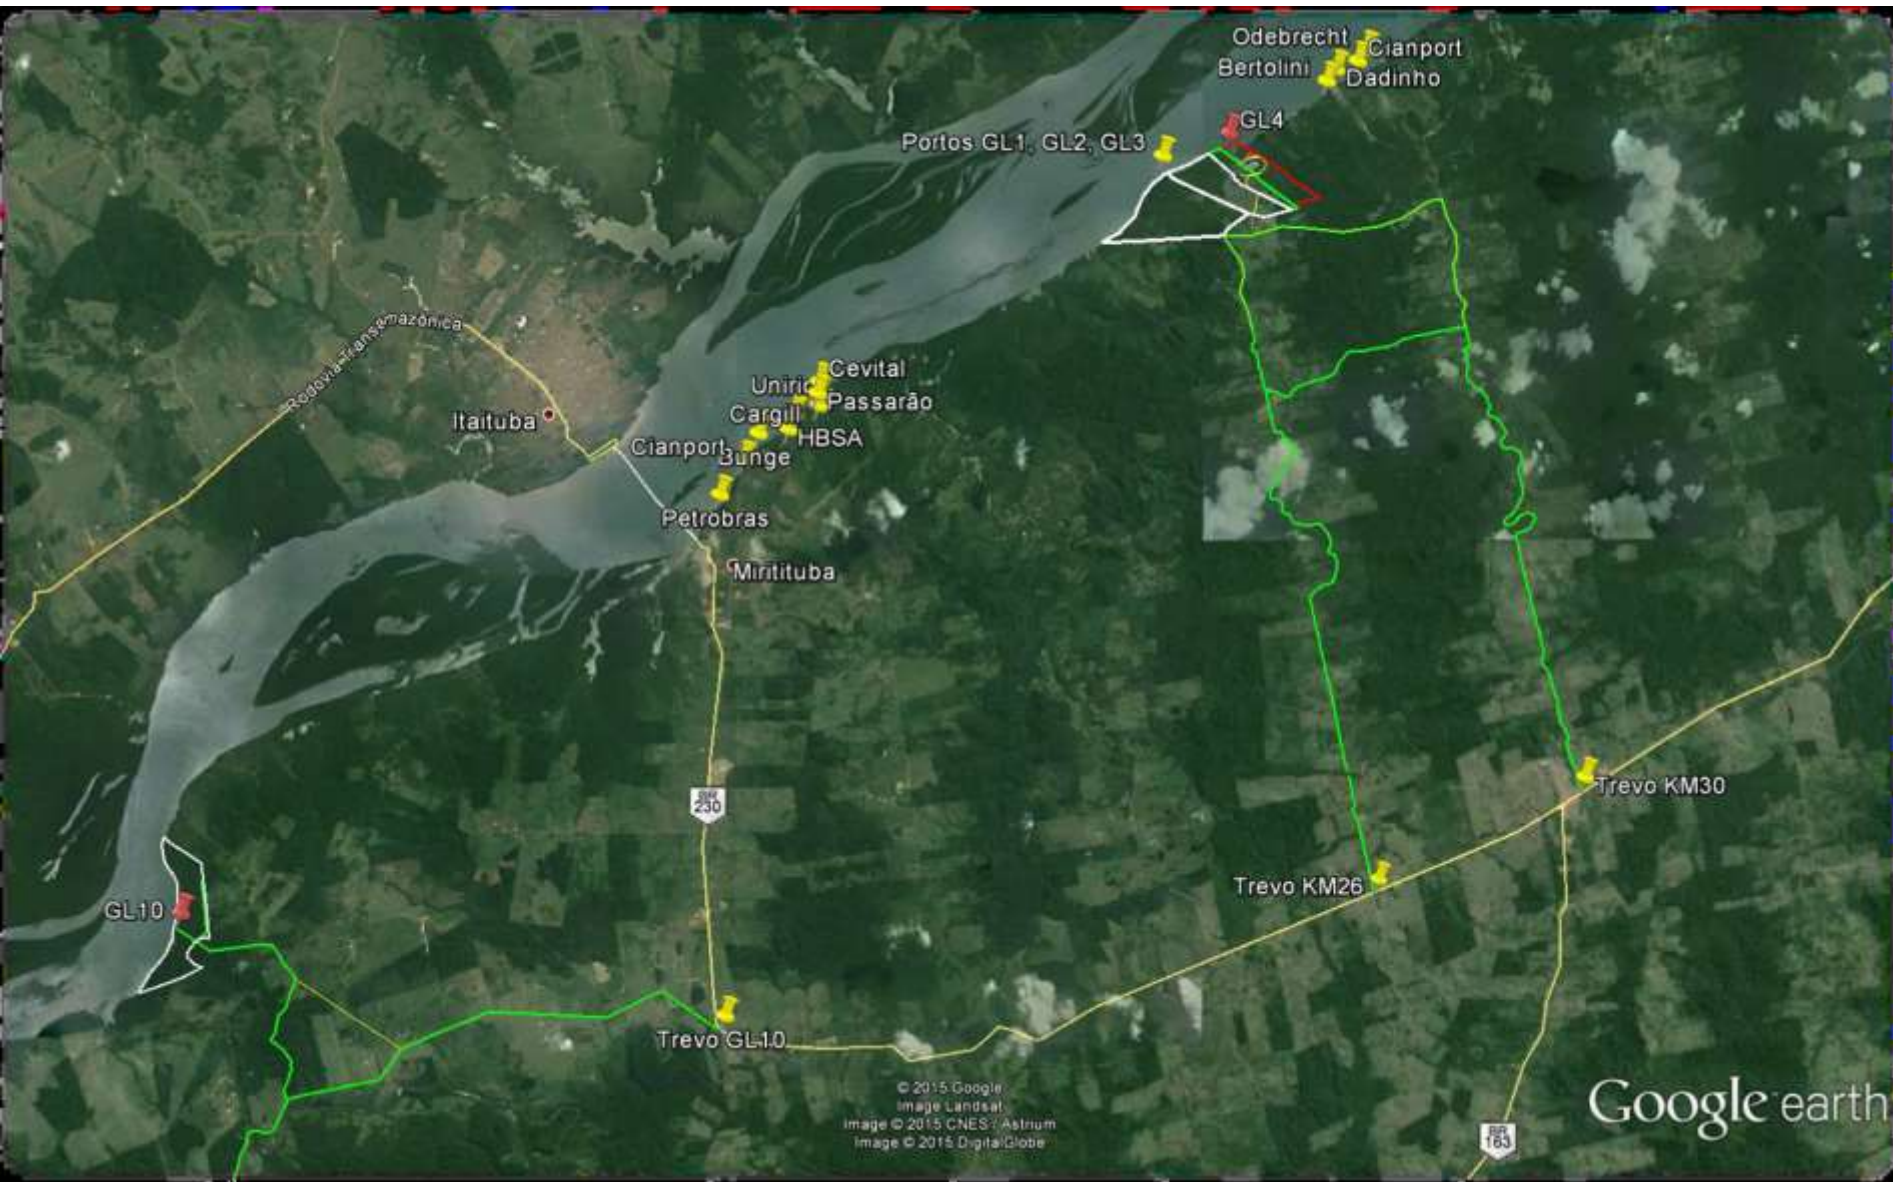 Odebrecht
Cianport
Bertolini
Dadinho
GL4
Portos GL1, GL2, GL3
Rodovia Transamazônica
Cevital
Passarão
Itaituba
Cargill
HBSA
Cianport
Bunge
Petrobras
Miritituba
BR
230
Trevo KM30
Trevo KM26
GL10
Trevo GL10
© 2015 Google
Image Landsat
Image © 2015 CNES / Astrium
Image © 2015 DigitalGlobe
Google earth
BR
163